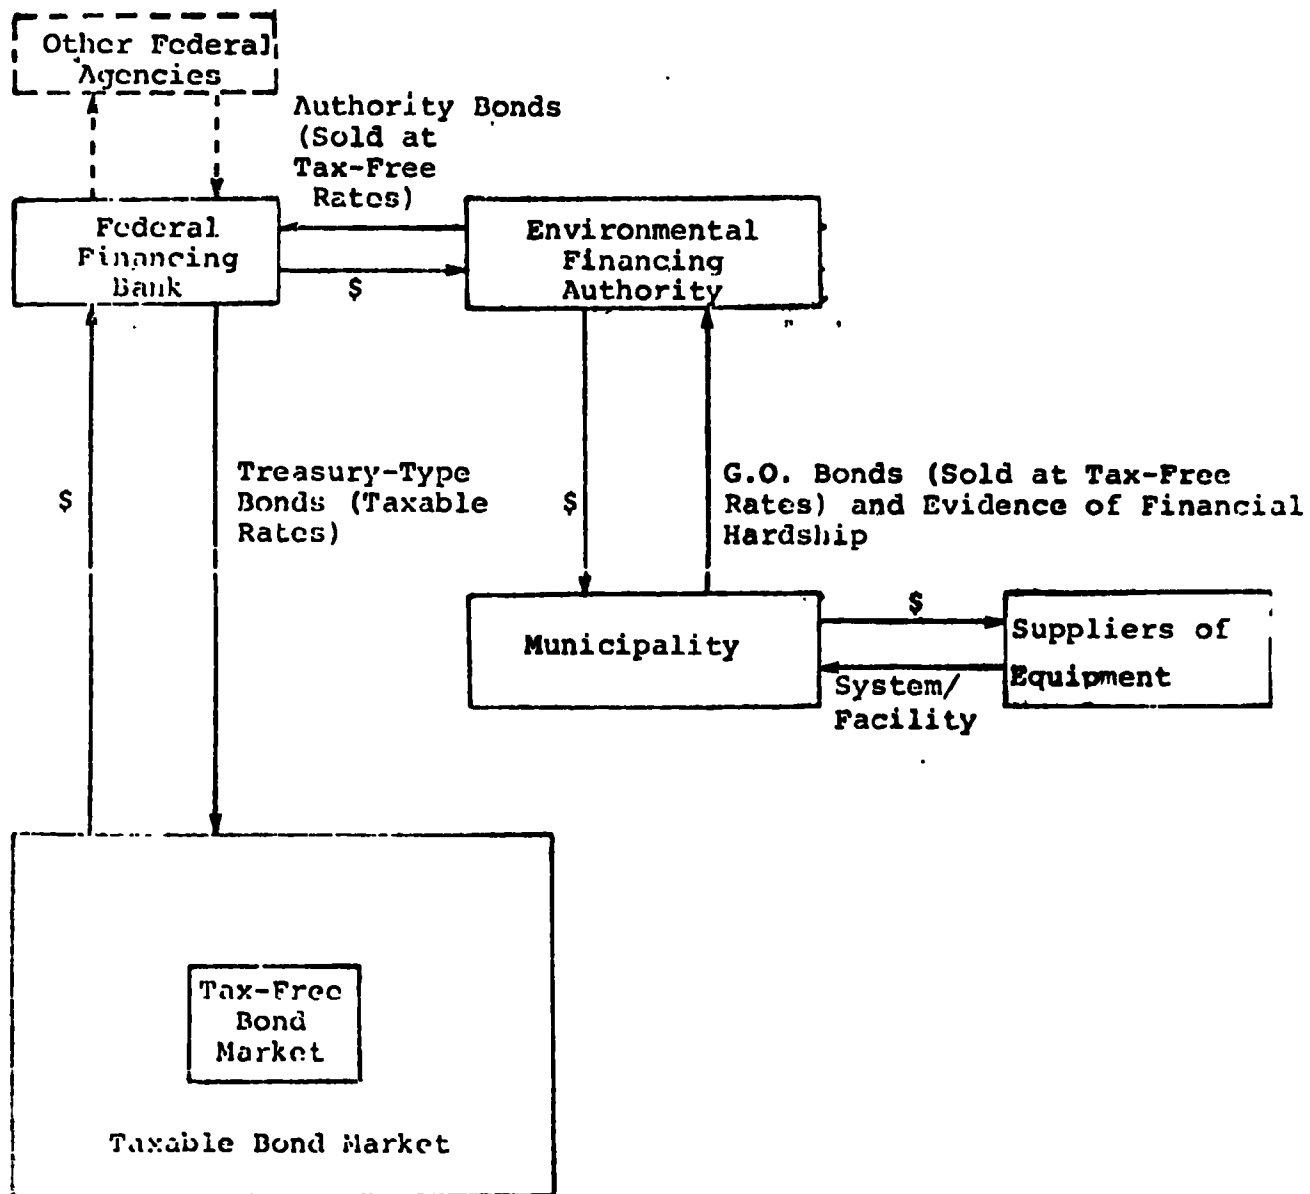 Other Federal
Agencies
Authority Bonds
(Sold at
Tax-Free
Rates)
Federal
Financing
Bank
$
Environmental
Financing
Authority
$
Treasury-Type
Bonds (Taxable
Rates)
$
G.O. Bonds (Sold at Tax-Free
Rates) and Evidence of Financial
Hardship
Municipality
$
System/
Facility
Suppliers of
Equipment
Tax-Free
Bond
Market
Taxable Bond Market